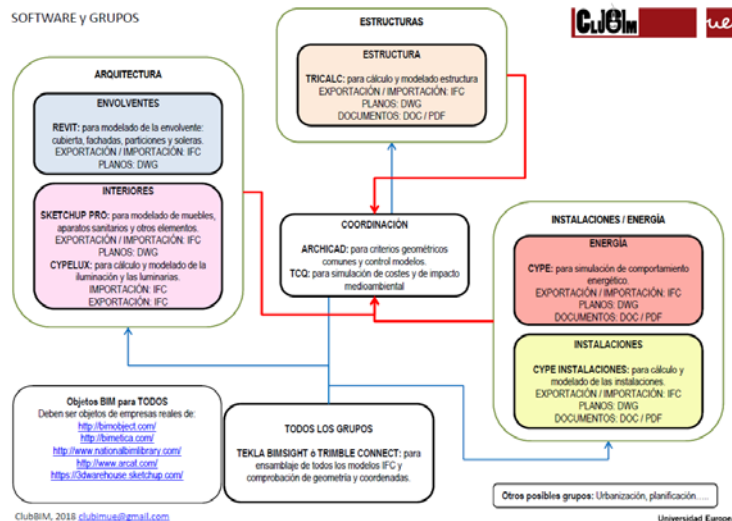 SOFTWARE y GRUPOS
ESTRUCTURAS
CLUBIM
ue
ESTRUCTURA
TRICALC: para cálculo y modelado estructura
EXPORTACIÓN / IMPORTACIÓN: IFC
PLANOS: DWG
DOCUMENTOS: DOC / PDF
ARQUITECTURA
ENVOLVENTES
REVIT: para modelado de la envolvente:
cubierta, fachadas, particiones y soleras.
EXPORTACIÓN / IMPORTACIÓN: IFC
PLANOS: DWG
INTERIORES
SKETCHUP PRO: para modelado de muebles,
aparatos sanitarios y otros elementos.
EXPORTACIÓN / IMPORTACIÓN: IFC
PLANOS: DWG
CYPELUX: para cálculo y modelado de la
iluminación y las luminarias.
IMPORTACIÓN: IFC
EXPORTACIÓN: IFC
COORDINACIÓN
ARCHICAD: para criterios geométricos
comunes y control modelos.
TCQ: para simulación de costes y de impacto
medioambiental
INSTALACIONES / ENERGÍA
ENERGÍA
CYPE: para simulación de comportamiento
energético.
EXPORTACIÓN / IMPORTACIÓN: IFC
PLANOS: DWG
DOCUMENTOS: DOC / PDF
INSTALACIONES
CYPE INSTALACIONES: para cálculo y
modelado de las instalaciones.
EXPORTACIÓN / IMPORTACIÓN: IFC
PLANOS: DWG
DOCUMENTOS: DOC / PDF
Objetos BIM para TODOS
Deben ser objetos de empresas reales de:
http://bimobject.com/
http://bimetica.com/
http://www.nationalbimlibrary.com/
http://www.arcat.com/
https://3dwarehouse.sketchup.com/
TODOS LOS GRUPOS
TEKLA BIMSIGHT ó TRIMBLE CONNECT: para
ensamblaje de todos los modelos IFC y
comprobación de geometría y coordenadas.
Otros posibles grupos: Urbanización, planificación.....
ClubBIM, 2018 clubimue@gmail.com
Universidad Europe